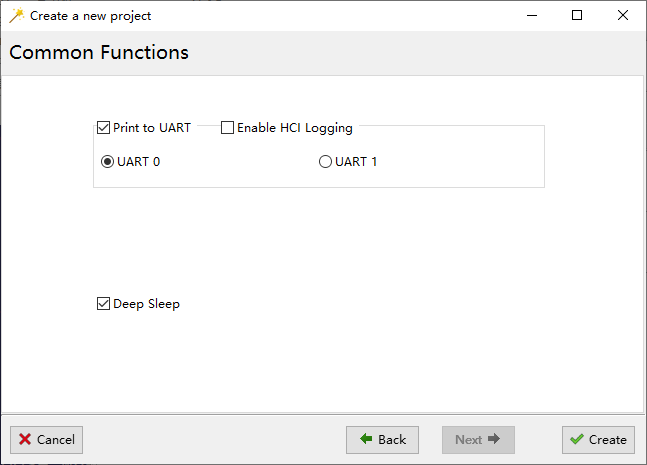 Create a new project
Common Functions
Print to UART Enable HCI Logging
UART 0 UART 1
Deep Sleep
Cancel Back Next Create